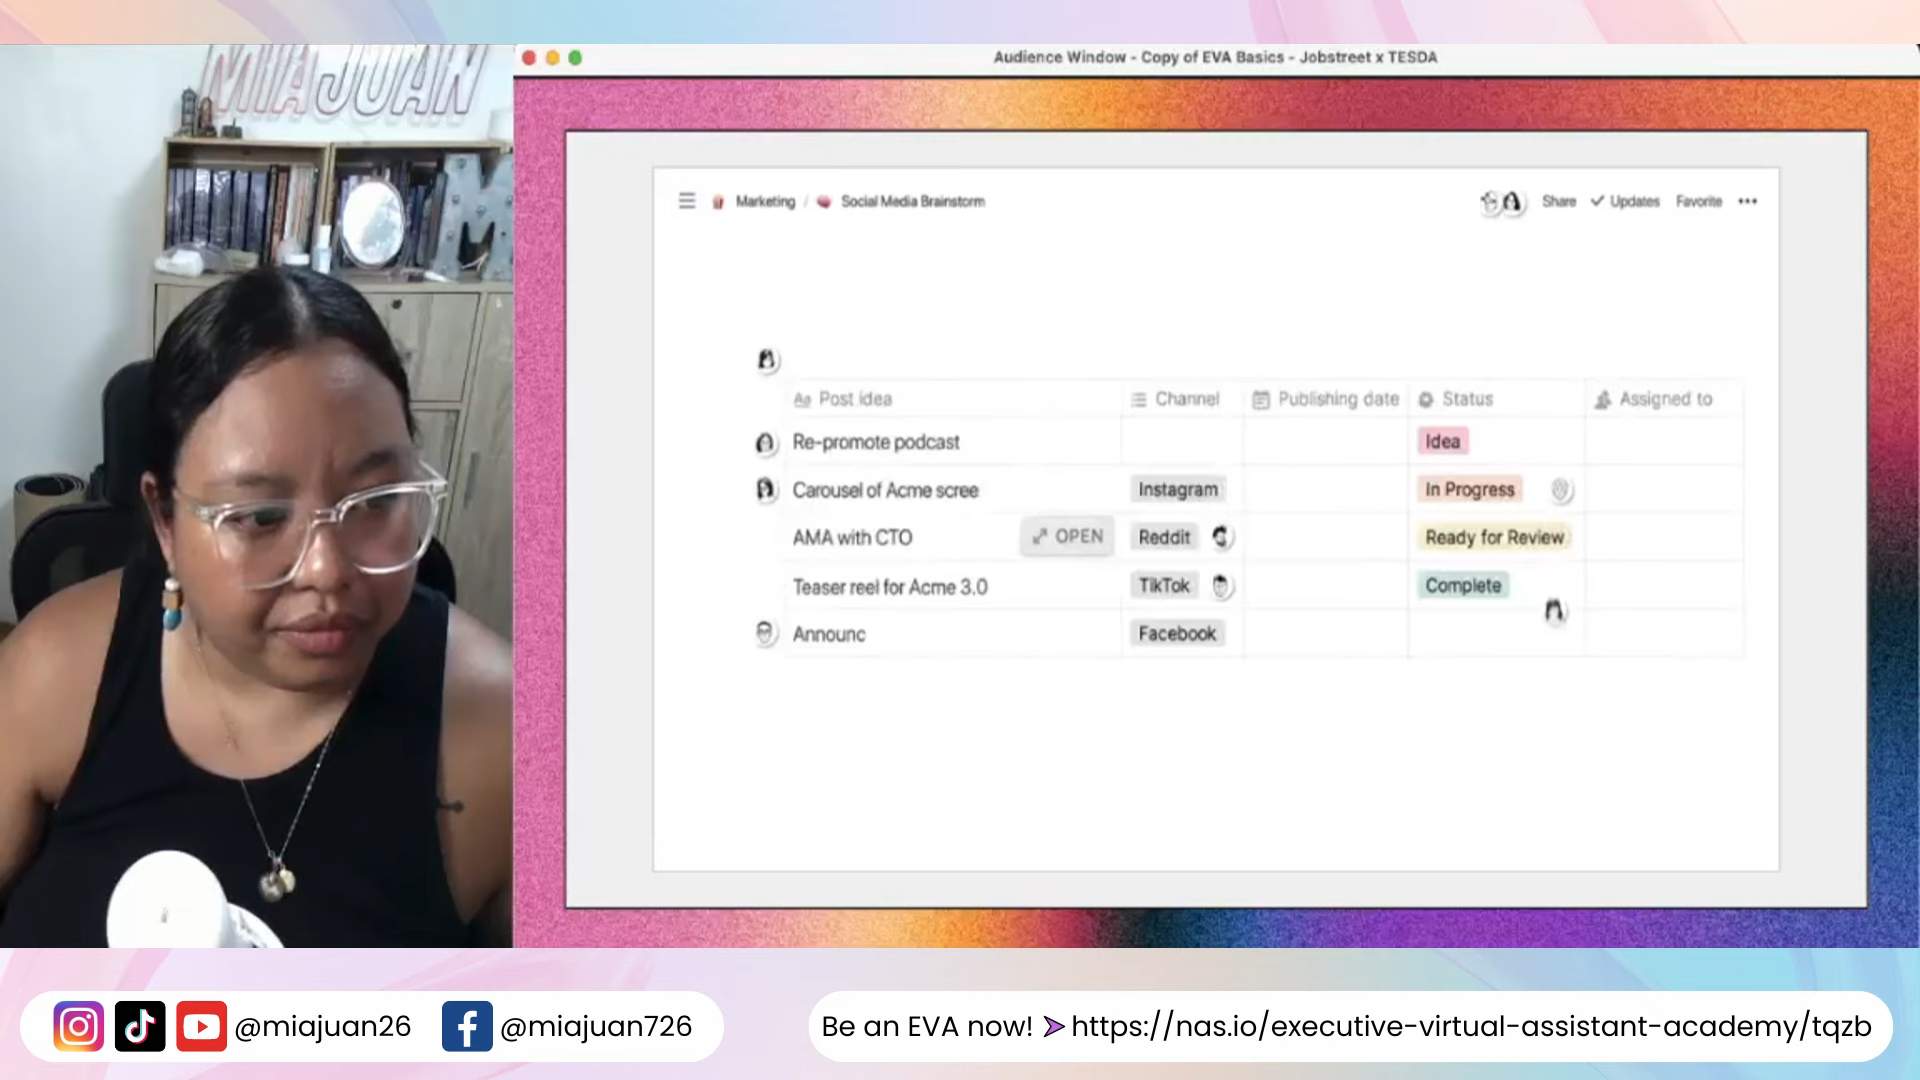 MIAJUAN
Audience Window - Copy of EVA Basics - Jobstreet x TESDA
Marketing / Social Media Brainstorm
Share ✓ Updates Favorite •••
Aa Post idea Channel Publishing date Status Assigned to
Re-promote podcast Idea
Carousel of Acme scree Instagram In Progress
AMA with CTO OPEN Reddit Ready for Review
Teaser reel for Acme 3.0 TikTok Complete
Announc Facebook
@miajuan26 @miajuan726
Be an EVA now! ➤ https://nas.io/executive-virtual-assistant-academy/tqzb